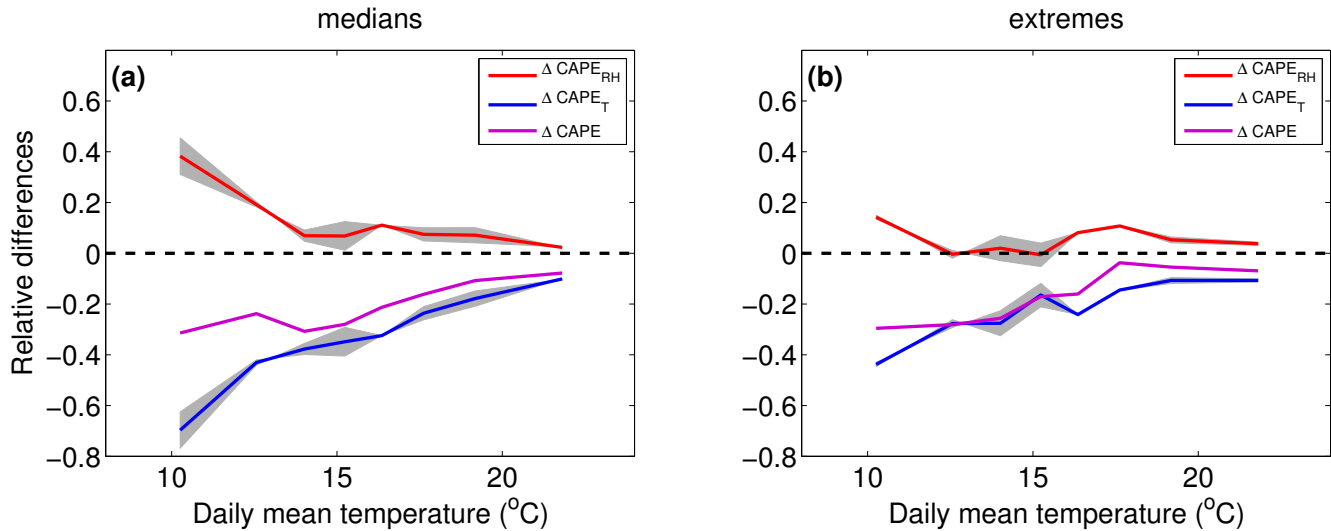 medians
(a)
Δ CAPE_RH
Δ CAPE_T
Δ CAPE
0.6
0.4
0.2
0
−0.2
−0.4
−0.6
−0.8
Relative differences
10
15
20
Daily mean temperature (°C)
extremes
(b)
Δ CAPE_RH
Δ CAPE_T
Δ CAPE
0.6
0.4
0.2
0
−0.2
−0.4
−0.6
−0.8
10
15
20
Daily mean temperature (°C)